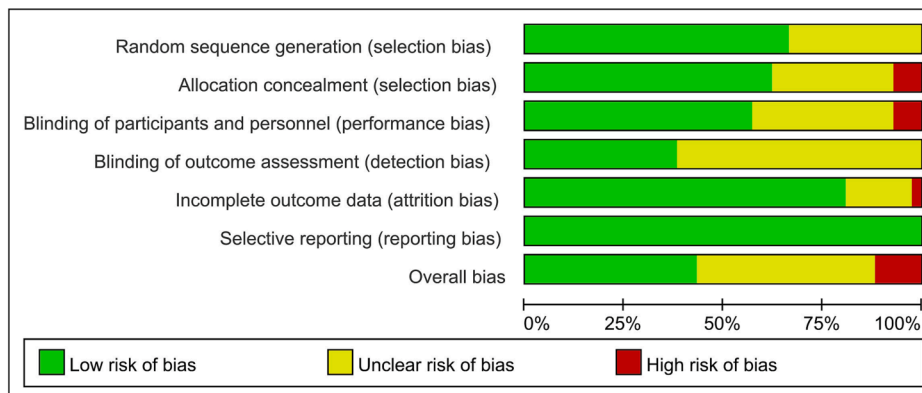 Random sequence generation (selection bias)
Allocation concealment (selection bias)
Blinding of participants and personnel (performance bias)
Blinding of outcome assessment (detection bias)
Incomplete outcome data (attrition bias)
Selective reporting (reporting bias)
Overall bias
0% 25% 50% 75% 100%
Low risk of bias Unclear risk of bias High risk of bias